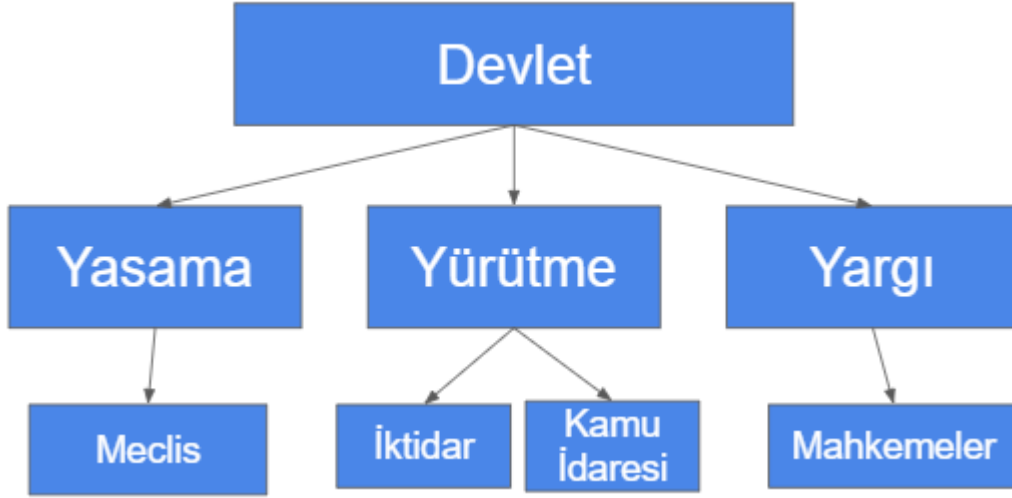 Devlet
Yasama
Yürütme
Yargı
Meclis
İktidar
Kamu
İdaresi
Mahkemeler